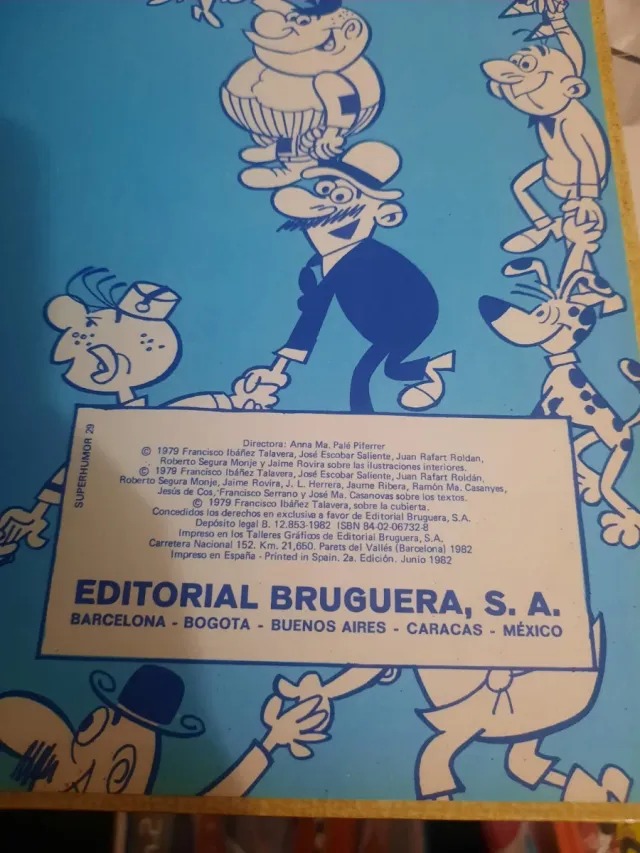 SUPERHUMOR 29
Directora: Anna Ma. Palé Piferrer
© 1979 Francisco Ibáñez Talavera, José Escobar Saliente, Juan Rafart Roldan,
Roberto Segura Monje y Jaime Rovira sobre las ilustraciones interiores.
© 1979 Francisco Ibáñez Talavera, José Escobar Saliente, Juan Rafart Roldán,
Roberto Segura Monje, Jaime Rovira, J. L. Herrera, Jaume Ribera, Ramón Ma. Casanyes,
Jesús de Cos, Francisco Serrano y José Ma. Casanovas sobre los textos.
© 1979 Francisco Ibáñez Talavera, sobre la cubierta.
Concedidos los derechos en exclusiva a favor de Editorial Bruguera, S.A.
Depósito legal B. 12.853-1982 ISBN 84-02-06732-8
Impreso en los Talleres Gráficos de Editorial Bruguera, S.A.
Carretera Nacional 152. Km. 21,650. Parets del Vallés (Barcelona) 1982
Impreso en España - Printed in Spain. 2a. Edición. Junio 1982
EDITORIAL BRUGUERA, S. A.
BARCELONA - BOGOTA - BUENOS AIRES - CARACAS - MÉXICO